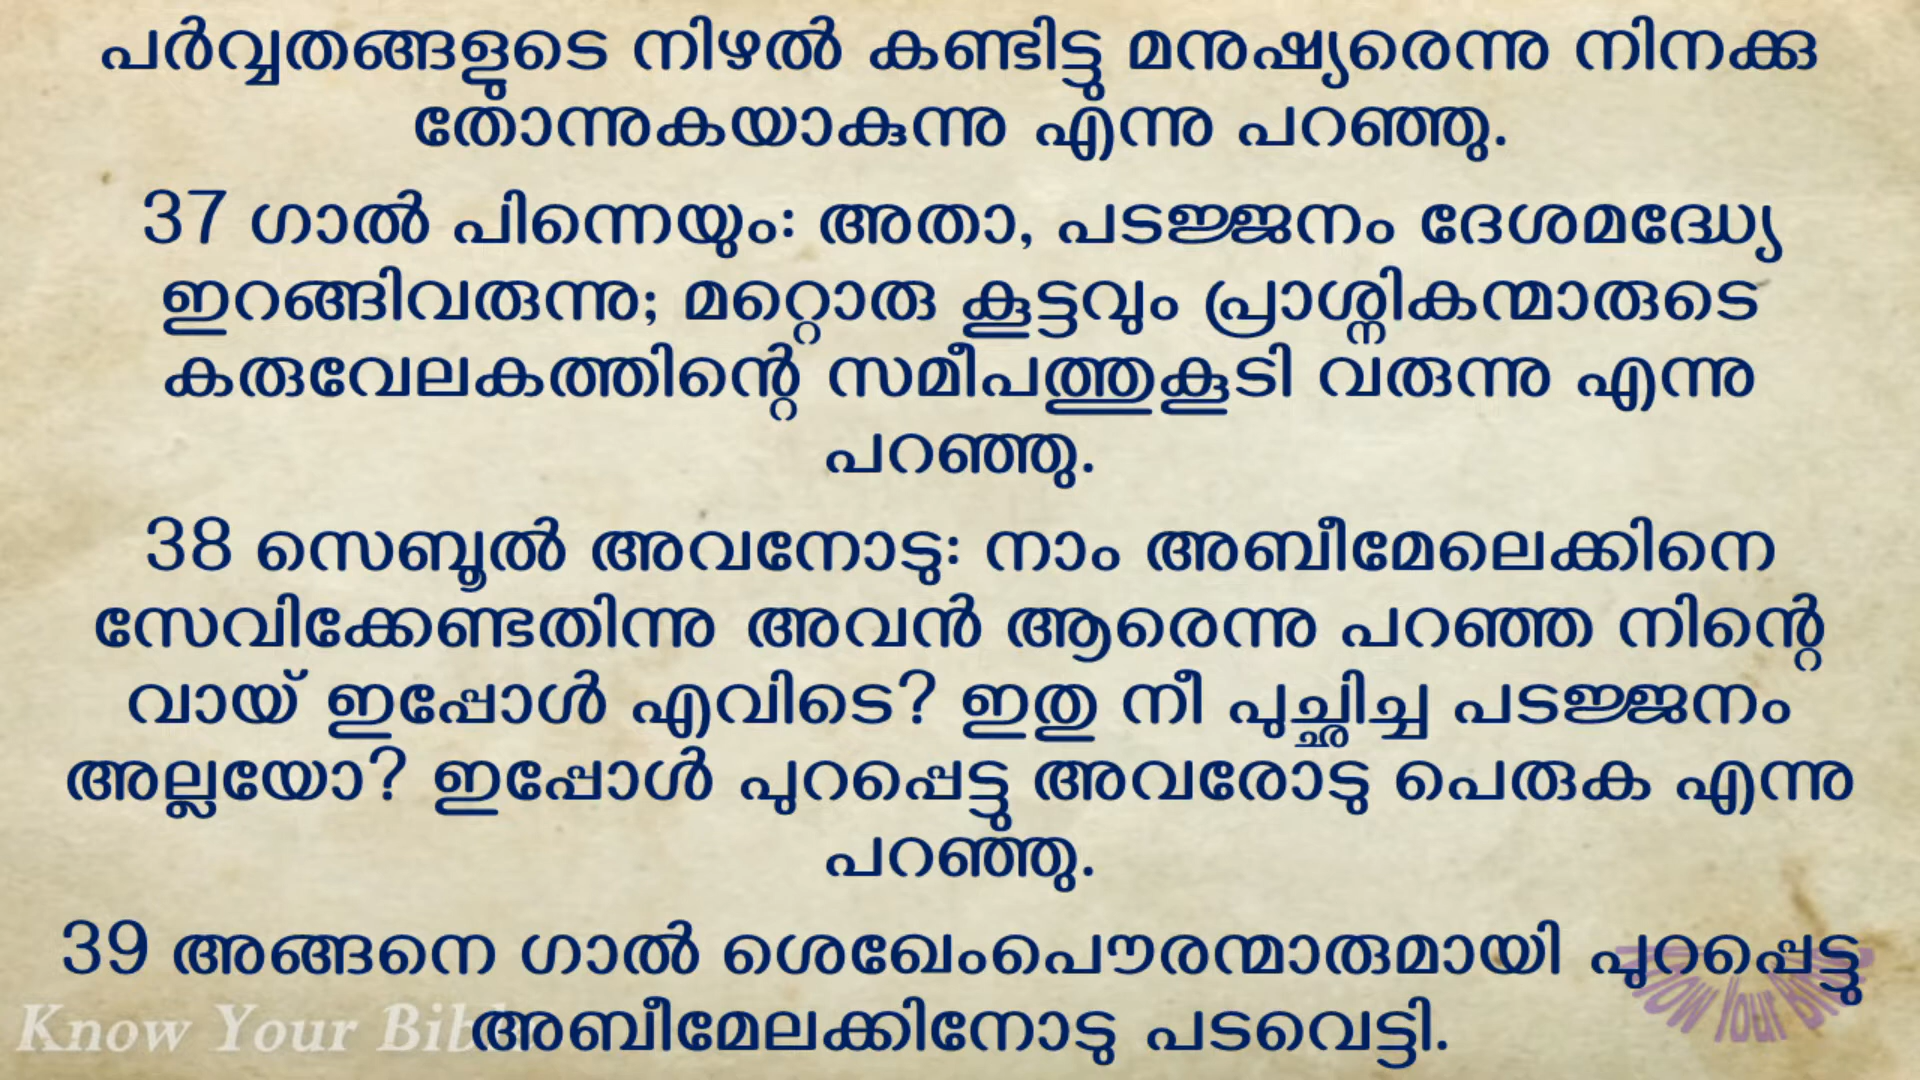 പർവ്വതങ്ങളുടെ നിഴൽ കണ്ടിട്ടു മനുഷ്യരെന്നു നിനക്കു
തോന്നുകയാകുന്നു എന്നു പറഞ്ഞു.
37 ഗാൽ പിന്നെയും: അതാ, പടജ്ജനം ദേശമദ്ധ്യേ
ഇറങ്ങിവരുന്നു; മറ്റൊരു കൂട്ടവും പ്രാശ്നികന്മാരുടെ
കരുവേലകത്തിന്റെ സമീപത്തുകൂടി വരുന്നു എന്നു
പറഞ്ഞു.
38 സെബൂൽ അവനോടു: നാം അബീമേലെക്കിനെ
സേവിക്കേണ്ടതിന്നു അവൻ ആരെന്നു പറഞ്ഞ നിന്റെ
വായ് ഇപ്പോൾ എവിടെ? ഇതു നീ പുച്ഛിച്ച പടജ്ജനം
അല്ലയോ? ഇപ്പോൾ പുറപ്പെട്ടു അവരോടു പെരുക എന്നു
പറഞ്ഞു.
39 അങ്ങനെ ഗാൽ ശെഖേംപൌരന്മാരുമായി പുറപ്പെട്ടു
അബീമേലക്കിനോടു പടവെട്ടി.
Know Your Bible
Know Your Bible